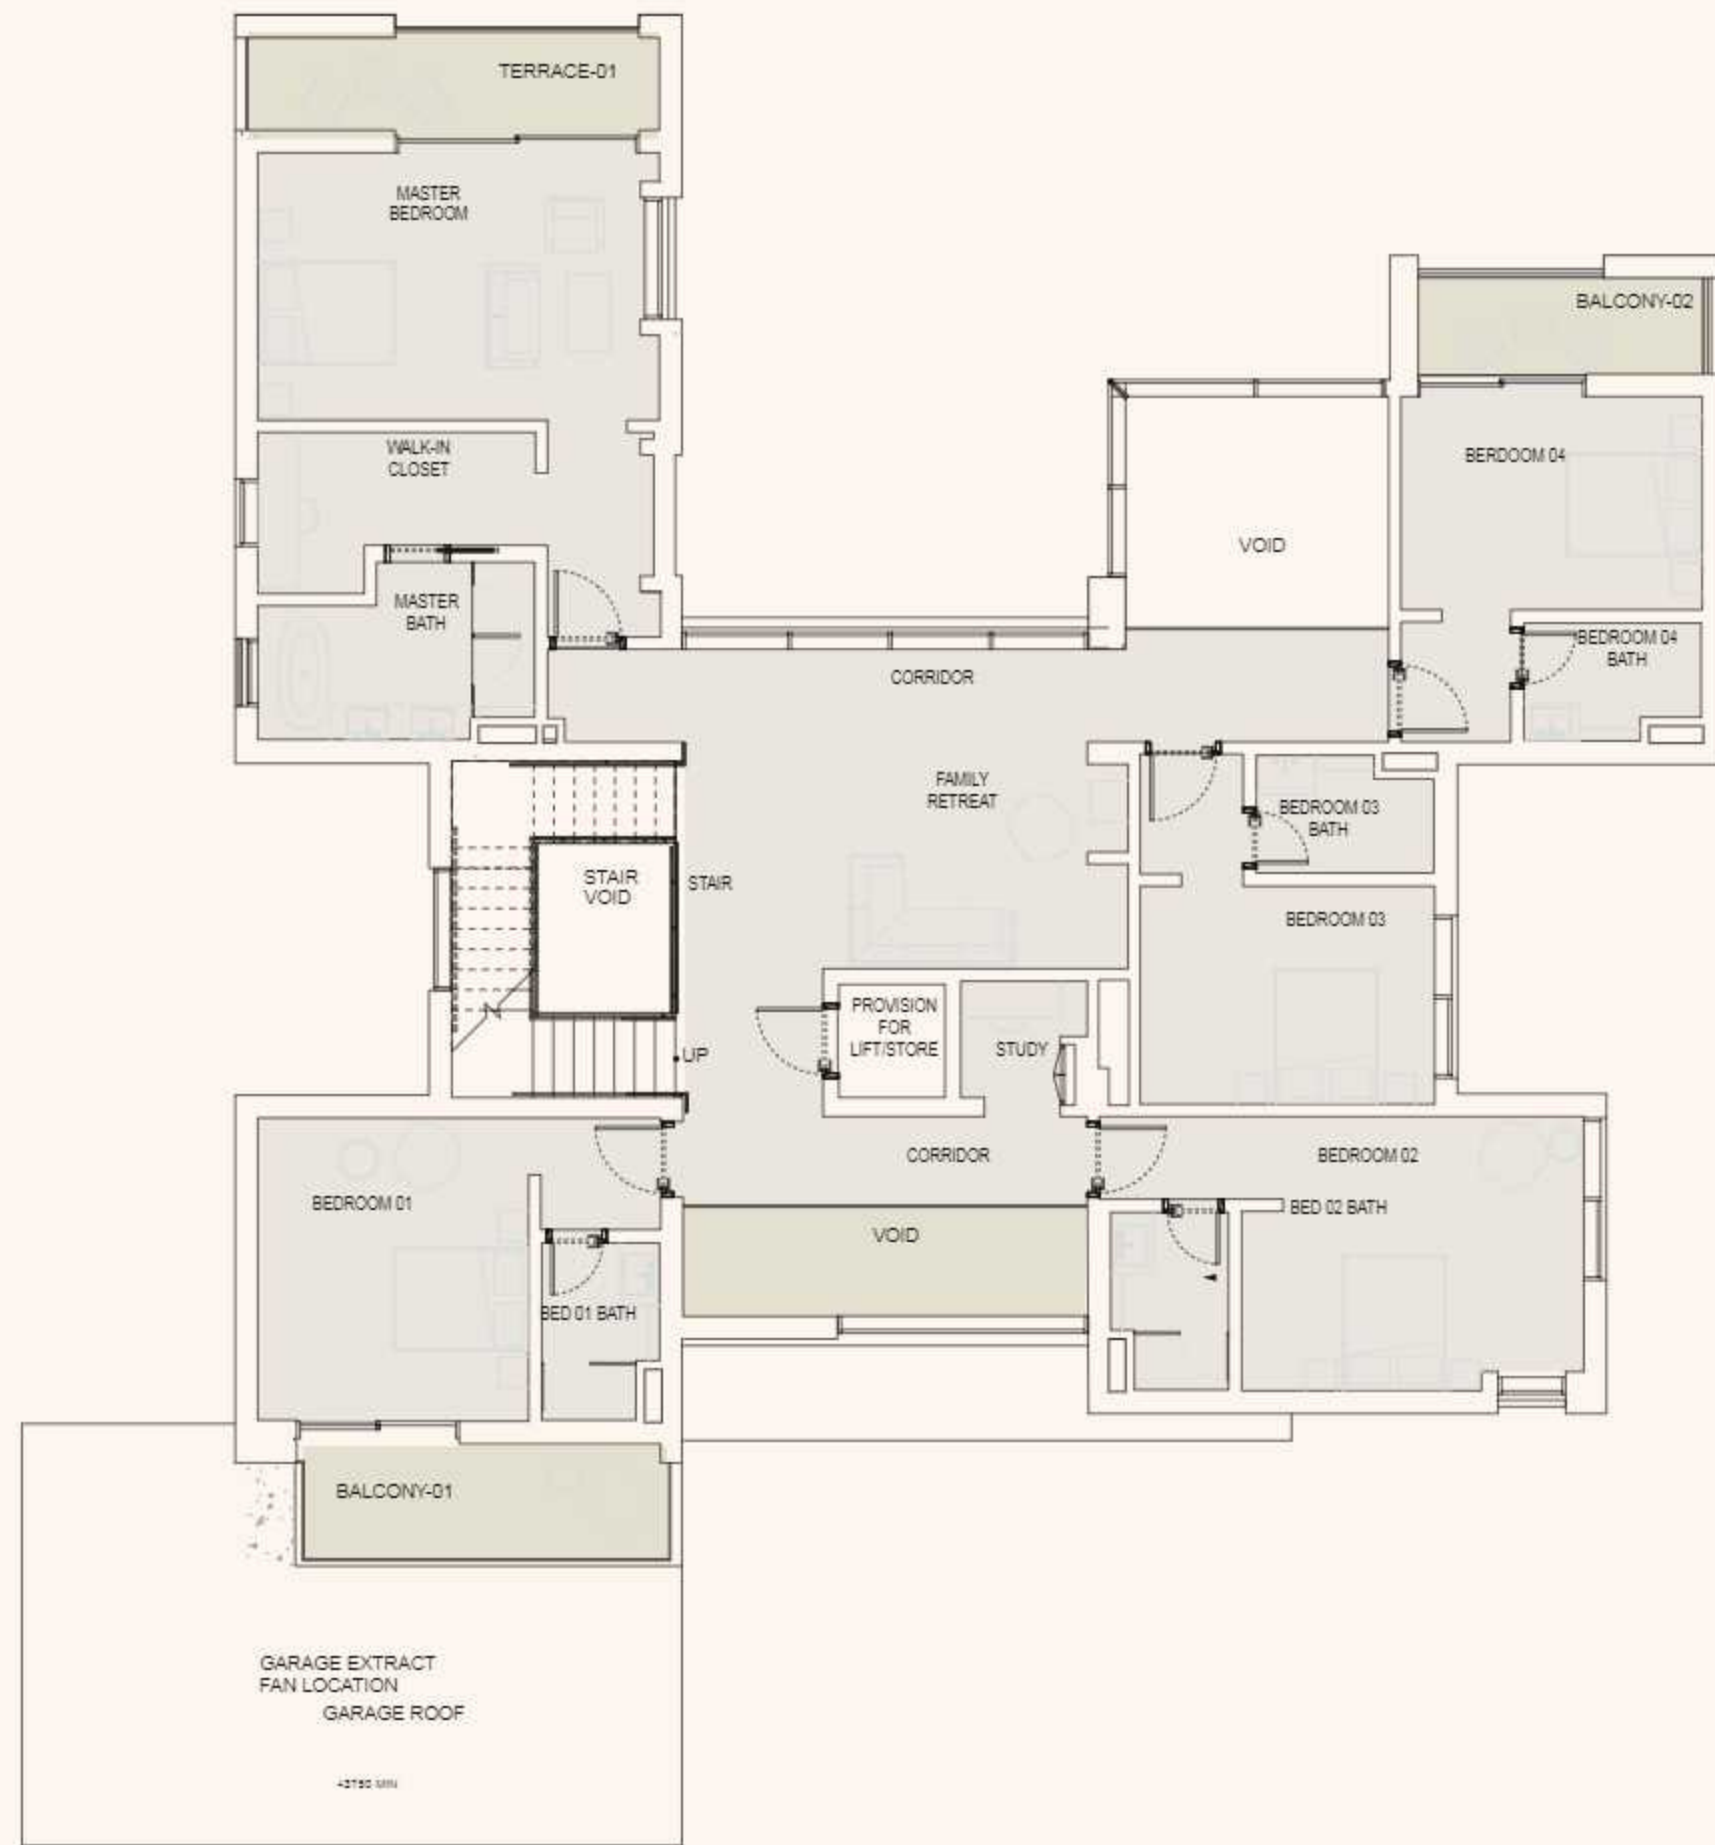 TERRACE-01
MASTER
BEDROOM
BALCONY-02
WALK-IN
CLOSET
BERDOOM 04
VOID
MASTER
BATH
BEDROOM 04
BATH
CORRIDOR
FAMILY
RETREAT
BEDROOM 03
BATH
STAIR
VOID
STAIR
BEDROOM 03
PROVISION
FOR
LIFT/STORE
STUDY
UP
CORRIDOR
BEDROOM 02
BEDROOM 01
BED 02 BATH
VOID
BED 01 BATH
BALCONY-01
GARAGE EXTRACT
FAN LOCATION
GARAGE ROOF
MIN